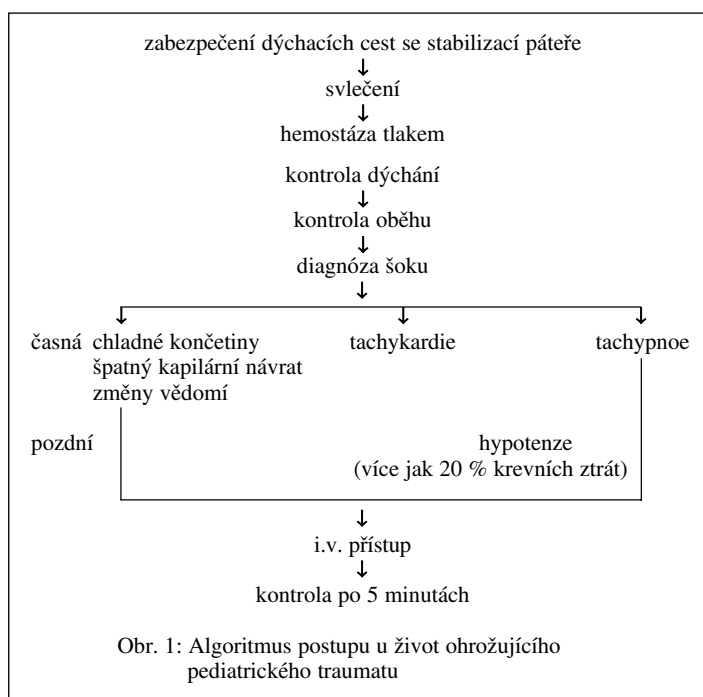 zabezpečení dýchacích cest se stabilizací páteře
svlečení
hemostáza tlakem
kontrola dýchání
kontrola oběhu
diagnóza šoku
časná chladné končetiny tachykardie tachypnoe
špatný kapilární návrat
změny vědomí
pozdní hypotenze
(více jak 20 % krevních ztrát)
i.v. přístup
kontrola po 5 minutách
Obr. 1: Algoritmus postupu u život ohrožujícího
pediatrického traumatu